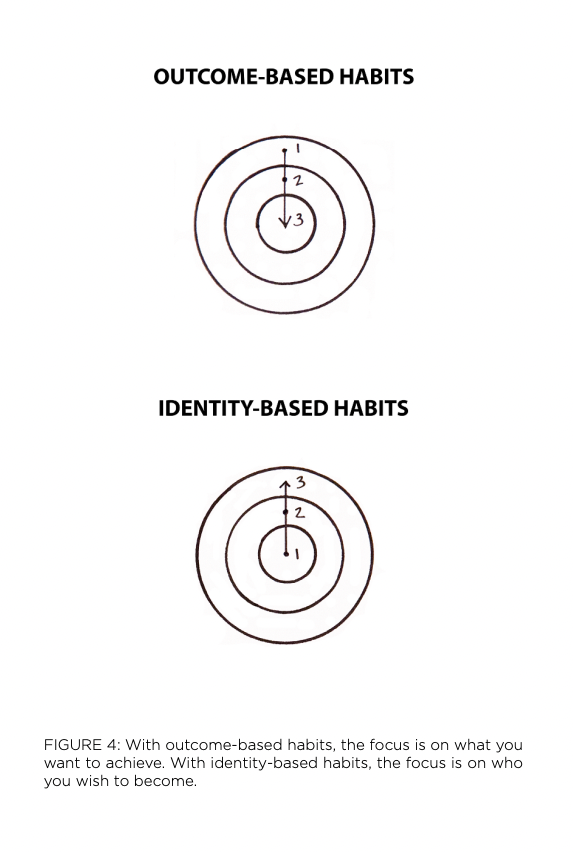 OUTCOME-BASED HABITS
1
2
3
IDENTITY-BASED HABITS
3
2
1
FIGURE 4: With outcome-based habits, the focus is on what you
want to achieve. With identity-based habits, the focus is on who
you wish to become.